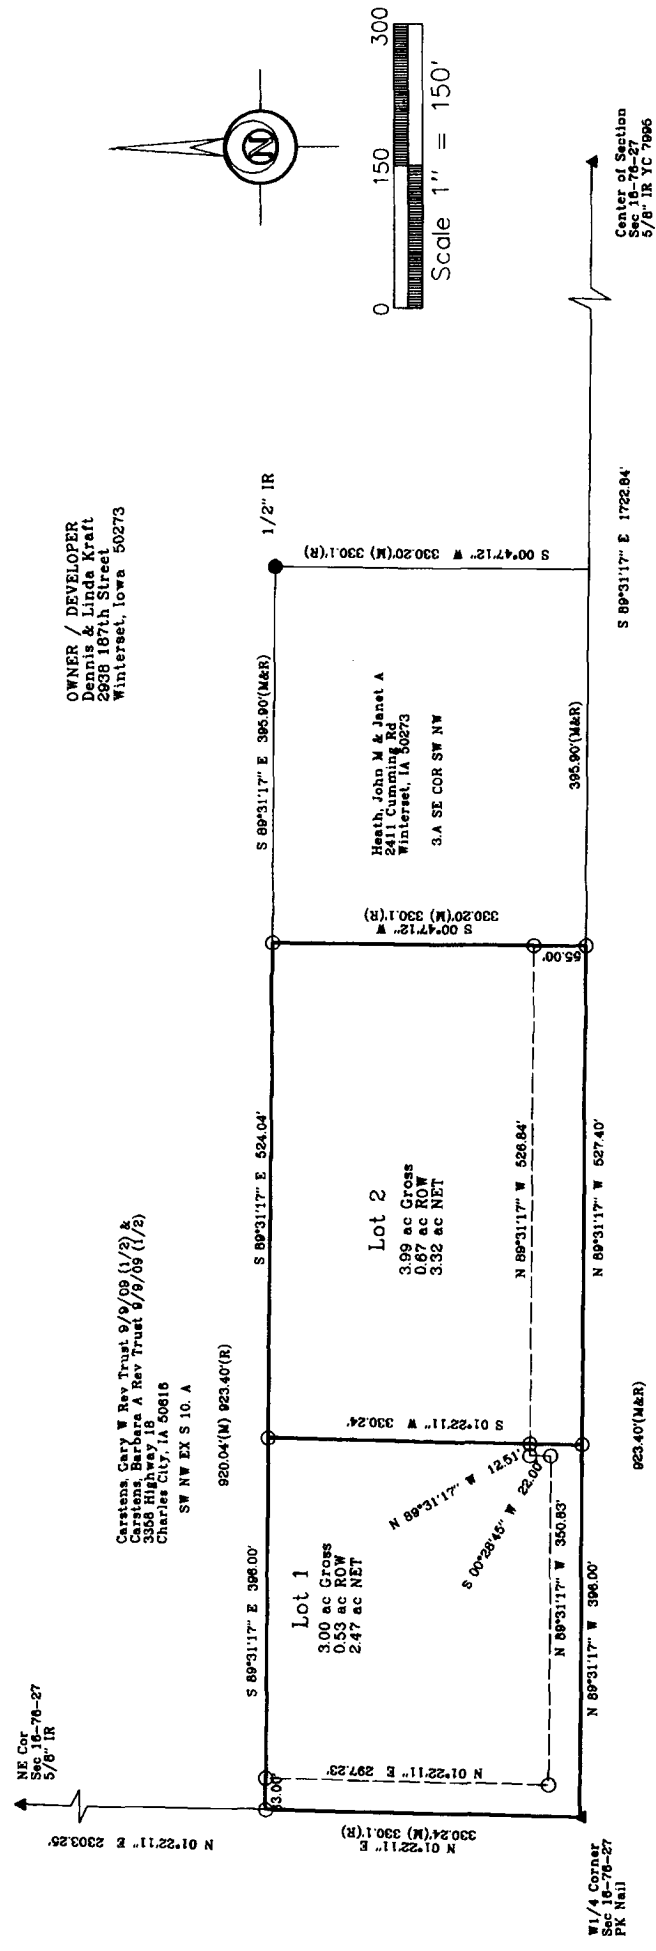 NE Cor
Sec 16-76-27
5/8" IR
N 01°22'11" E 2303.25'
Carstens, Gary W Rev Trust 9/9/09 (1/2) &
Carstens, Barbara A Rev Trust 9/9/09 (1/2)
3358 Highway 18
Charles City, IA 50616
SW NW EX S 10. A
920.04'(M) 923.40'(R)
OWNER / DEVELOPER
Dennis & Linda Kraft
2938 187th Street
Winterset, Iowa 50273
N
0 150 300
Scale 1" = 150'
S 89°31'17" E 396.00'
S 89°31'17" E 524.04'
S 89°31'17" E 395.90'(M&R)
1/2" IR
33.00'
Lot 1
3.00 ac Gross
0.53 ac ROW
2.47 ac NET
N 01°22'11" E 297.23'
N 01°22'11" E
330.24'(M) 330.1'(R)
S 01°22'11" W 330.24'
N 89°31'17" W 12.51'
S 00°28'45" W 22.00'
N 89°31'17" W 350.83'
N 89°31'17" W 396.00'
Lot 2
3.99 ac Gross
0.67 ac ROW
3.32 ac NET
N 89°31'17" W 526.84'
N 89°31'17" W 527.40'
S 00°47'12" W
330.20'(M) 330.1'(R)
55.00'
Heath, John M & Janet A
2411 Cumming Rd
Winterset, IA 50273
3.A SE COR SW NW
S 00°47'12" W 330.20'(M) 330.1'(R)
395.90'(M&R)
W1/4 Corner
Sec 16-76-27
PK Nail
923.40'(M&R)
S 89°31'17" E 1722.84'
Center of Section
Sec 16-76-27
5/8" IR YC 7995